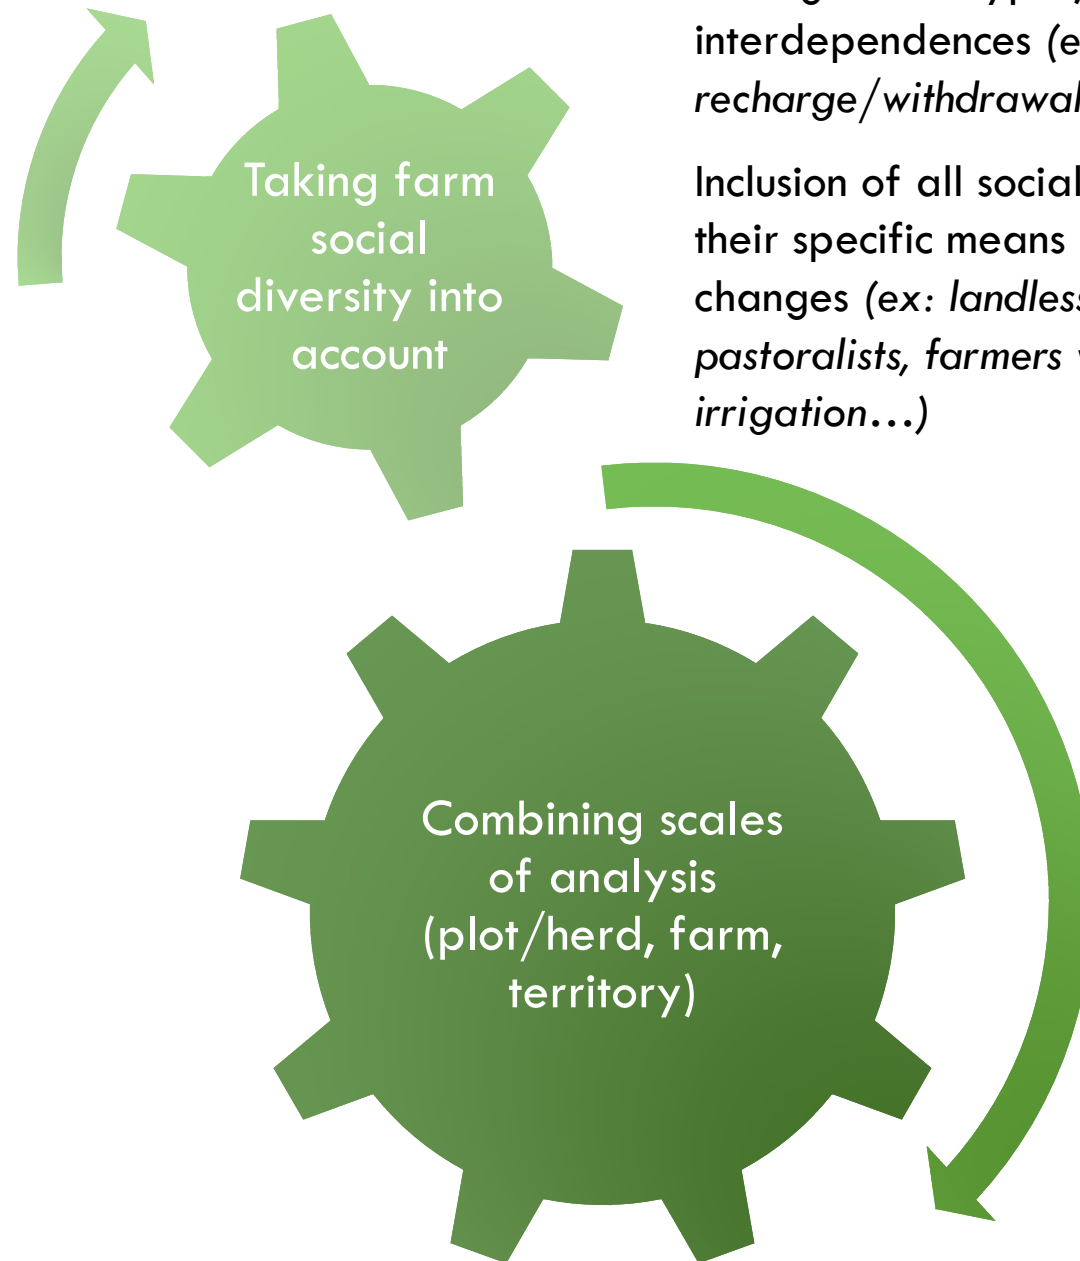 interdependences (e
recharge/withdrawal
Inclusion of all social
their specific means
changes (ex: landless
pastoralists, farmers
irrigation…)
Taking farm
social
diversity into
account
Combining scales
of analysis
(plot/herd, farm,
territory)